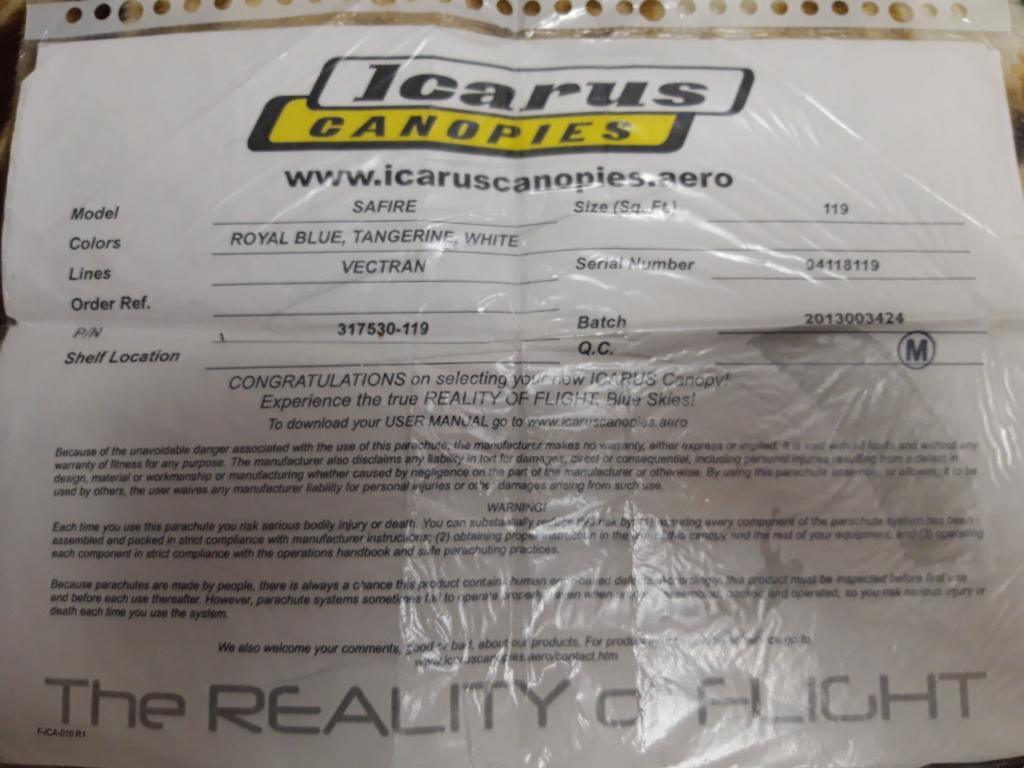 Icarus
CANOPIES
www.icaruscanopies.aero
Model SAFIRE Size (Sq. Ft.) 119
Colors ROYAL BLUE, TANGERINE, WHITE
Lines VECTRAN Serial Number 04118119
Order Ref.
P/N 317530-119 Batch 2013003424
Shelf Location Q.C. M
CONGRATULATIONS on selecting your new ICARUS Canopy!
Experience the true REALITY OF FLIGHT. Blue Skies!
To download your USER MANUAL go to www.icaruscanopies.aero
Because of the unavoidable danger associated with the use of this parachute, the manufacturer makes no warranty, either express or implied. It is sold with all faults and without any
warranty of fitness for any purpose. The manufacturer also disclaims any liability in tort for damages, direct or consequential, including personal injuries resulting from a defect in
design, material or workmanship or manufacturing whether caused by negligence on the part of the manufacturer or otherwise. By using this parachute assembly, or allowing it to be
used by others, the user waives any manufacturer liability for personal injuries or other damages arising from such use.
WARNING!
Each time you use this parachute you risk serious bodily injury or death. You can substantially reduce this risk by: (1) assuring every component of the parachute system has been
assembled and packed in strict compliance with manufacturer instructions; (2) obtaining proper instruction in the use of this canopy and the rest of your equipment; and (3) operating
each component in strict compliance with the operations handbook and safe parachuting practices.
Because parachutes are made by people, there is always a chance this product contains human error-based defects. Accordingly, this product must be inspected before first use
and before each use thereafter. However, parachute systems sometimes fail to operate properly, even when properly assembled, packed and operated, so you risk serious injury or
death each time you use the system.
We also welcome your comments, good or bad, about our products. For go to
www.icaruscanopies.aero/contact.htm
The REALITY of FLIGHT
F-ICA-010 R1